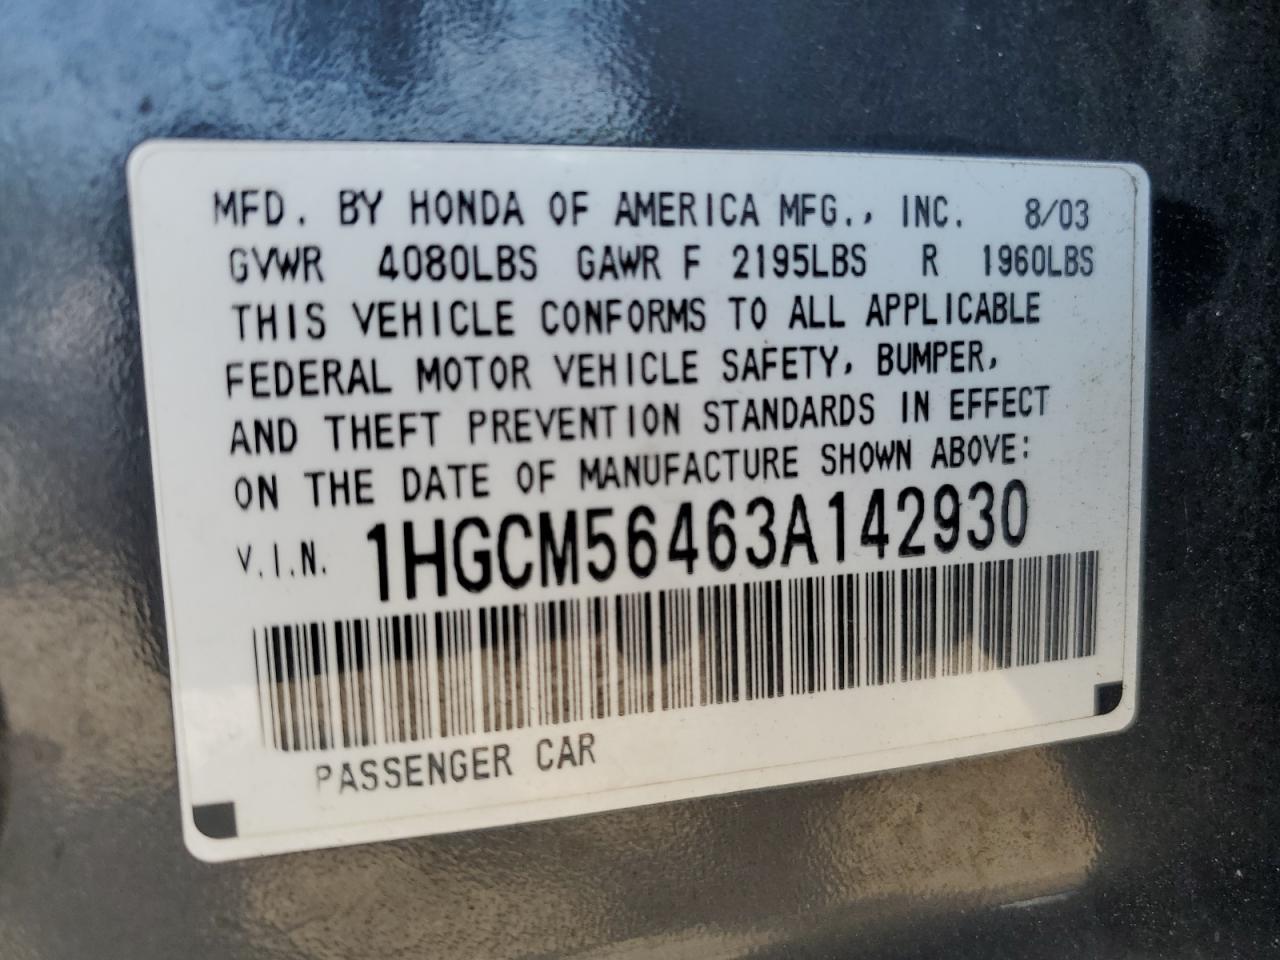 MFD. BY HONDA OF AMERICA MFG., INC. 8/03
GVWR 4080LBS GAWR F 2195LBS R 1960LBS
THIS VEHICLE CONFORMS TO ALL APPLICABLE
FEDERAL MOTOR VEHICLE SAFETY, BUMPER,
AND THEFT PREVENTION STANDARDS IN EFFECT
ON THE DATE OF MANUFACTURE SHOWN ABOVE:
V.I.N. 1HGCM56463A142930
PASSENGER CAR